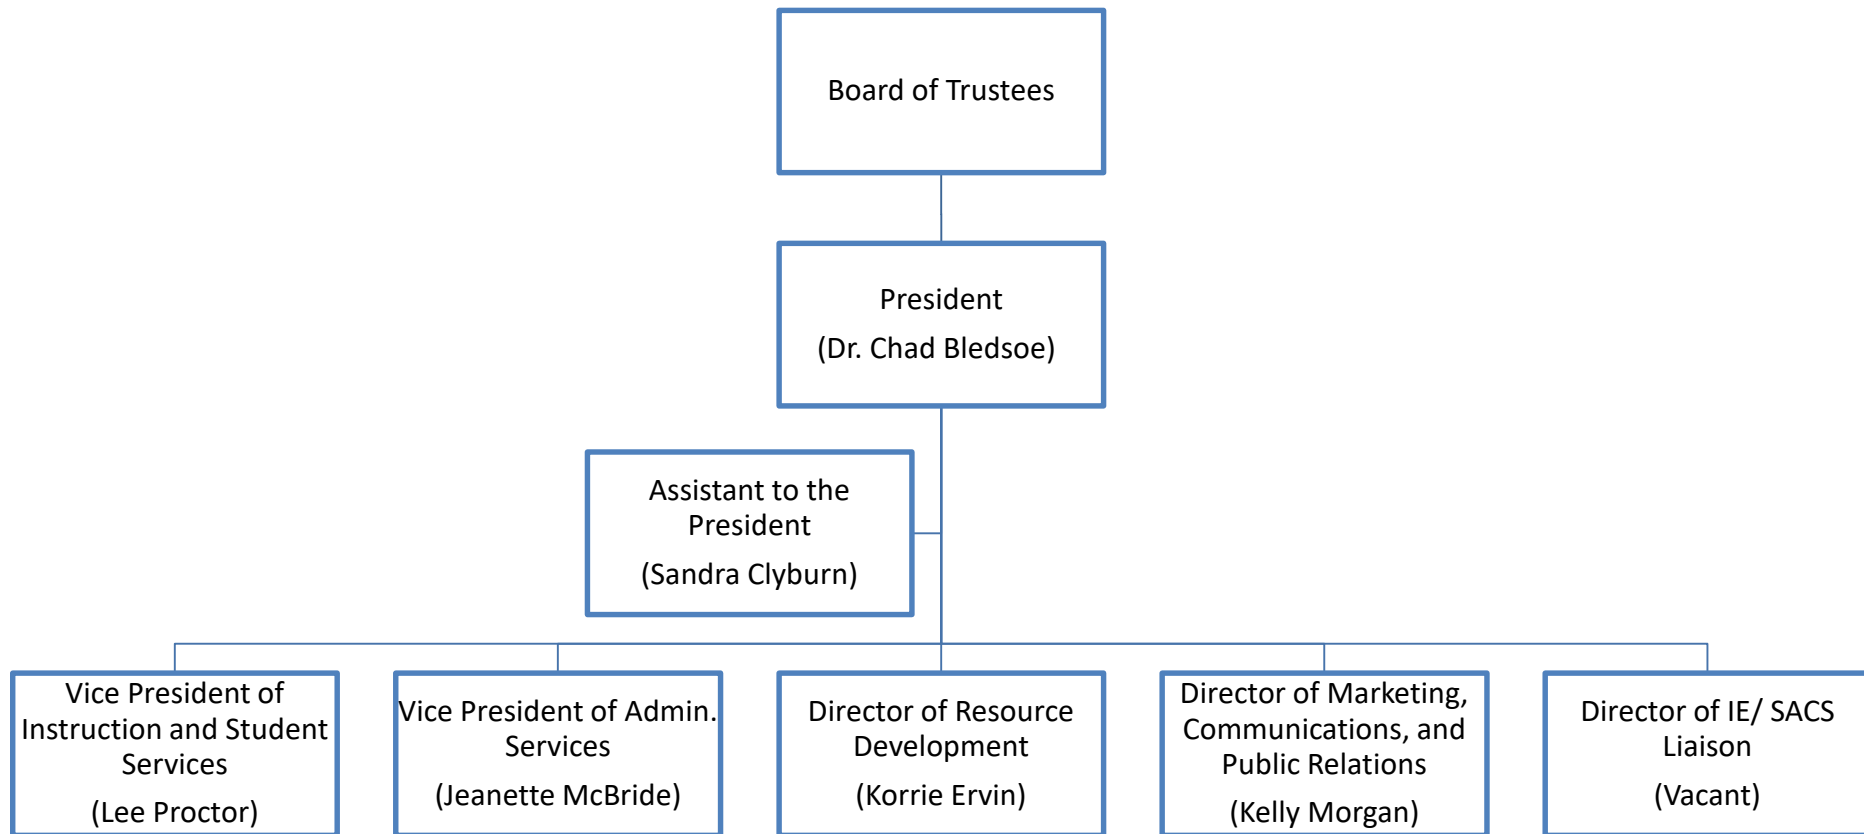 Board of Trustees
President
(Dr. Chad Bledsoe)
Assistant to the
President
(Sandra Clyburn)
Vice President of
Instruction and Student
Services
(Lee Proctor)
Vice President of Admin.
Services
(Jeanette McBride)
Director of Resource
Development
(Korrie Ervin)
Director of Marketing,
Communications, and
Public Relations
(Kelly Morgan)
Director of IE/ SACS
Liaison
(Vacant)